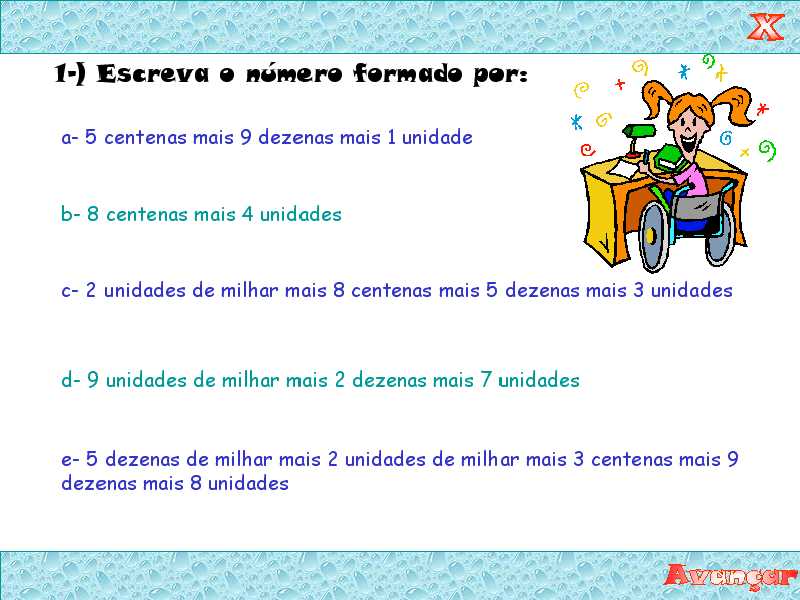 X
1-) Escreva o número formado por:
a- 5 centenas mais 9 dezenas mais 1 unidade
b- 8 centenas mais 4 unidades
c- 2 unidades de milhar mais 8 centenas mais 5 dezenas mais 3 unidades
d- 9 unidades de milhar mais 2 dezenas mais 7 unidades
e- 5 dezenas de milhar mais 2 unidades de milhar mais 3 centenas mais 9
dezenas mais 8 unidades
Avançar